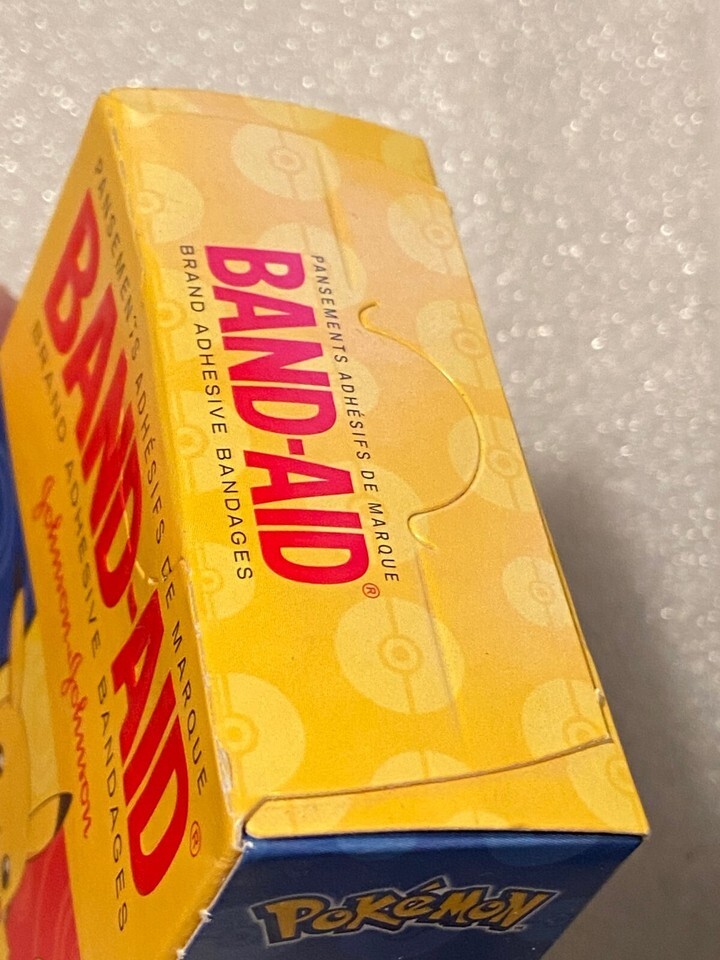 PANSEMENTS ADHÉSIFS DE MARQUE
BAND-AID®
BRAND ADHESIVE BANDAGES
PANSEMENTS ADHÉSIFS DE MARQUE
BAND-AID®
BRAND ADHESIVE BANDAGES
Johnson & Johnson
POKéMON